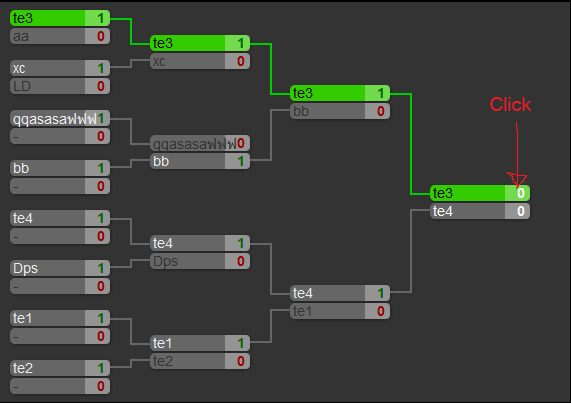 te3 1
aa 0
xc 1
LD 0
qqasasaฟฟฟ 1
- 0
bb 1
- 0
te4 1
- 0
Dps 1
- 0
te1 1
- 0
te2 1
- 0
te3 1
xc 0
qqasasaฟฟฟ 0
bb 1
te4 1
Dps 0
te1 1
te2 0
te3 1
bb 0
te4 1
te1 0
Click
te3 0
te4 0